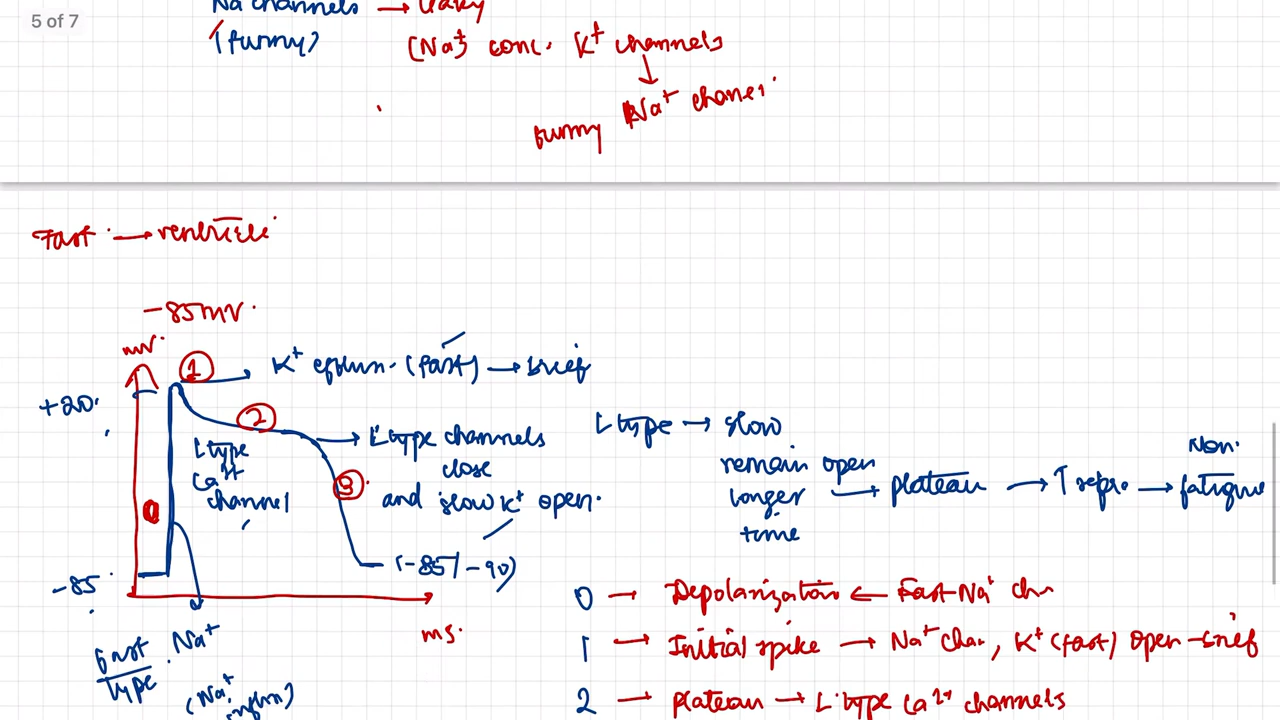 5 of 7
Na channels → leaky
(funny)
(Na+) conc. K+ channels
funny Na+ chanel
Fast → ventricle
-85mV
mv
+20
-85
0
1
K+ efflux (fast) → brief
2
L type
Ca2+
channel
→ L type channels
close
and slow K+ open.
3
(-85/-90)
ms.
Fast
type
Na+
(Na+
L type → slow
remain open
longer
time
→ plateau → ↑ → Non
fatigue
0 → Depolarization ← Fast Na+ ch
1 → Initial spike → Na+ chan, K+ (fast) open - brief
2 → plateau → L type Ca2+ channels